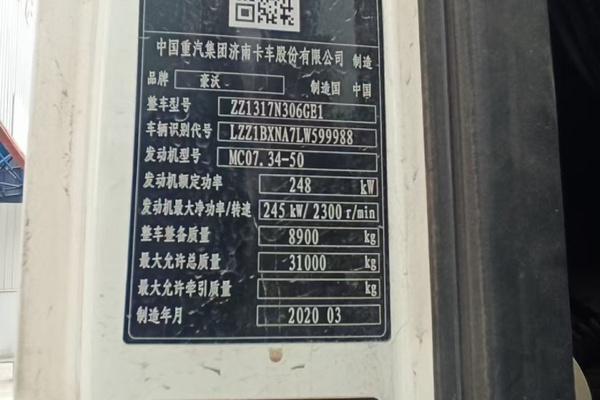 中国重汽集团济南卡车股份有限公司 制造
品牌 豪沃 制造国 中国
整车型号 ZZ1317N306GE1
车辆识别代号 LZZ1BXNA7LW599988
发动机型号 MC07.34-50
发动机额定功率 248 kW
发动机最大净功率/转速 245 kW/ 2300 r/min
整车整备质量 8900 kg
最大允许总质量 31000 kg
最大允许牵引质量 kg
制造年月 2020 03